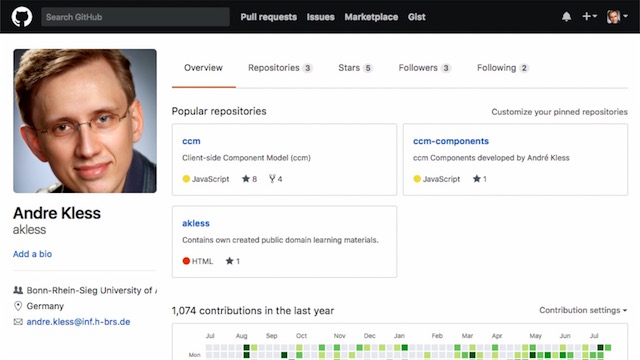 Search GitHub
Pull requests Issues Marketplace Gist
Overview Repositories 3 Stars 5 Followers 3 Following 2
Popular repositories
Customize your pinned repositories
ccm
Client-side Component Model (ccm)
JavaScript 8 4
ccm-components
ccm Components developed by André Kless
JavaScript 1
akless
Contains own created public domain learning materials.
HTML 1
Andre Kless
akless
Add a bio
Bonn-Rhein-Sieg University of
Germany
andre.kless@inf.h-brs.de
1,074 contributions in the last year
Contribution settings
Jul Aug Sep Oct Nov Dec Jan Feb Mar Apr May Jun Jul
Mon